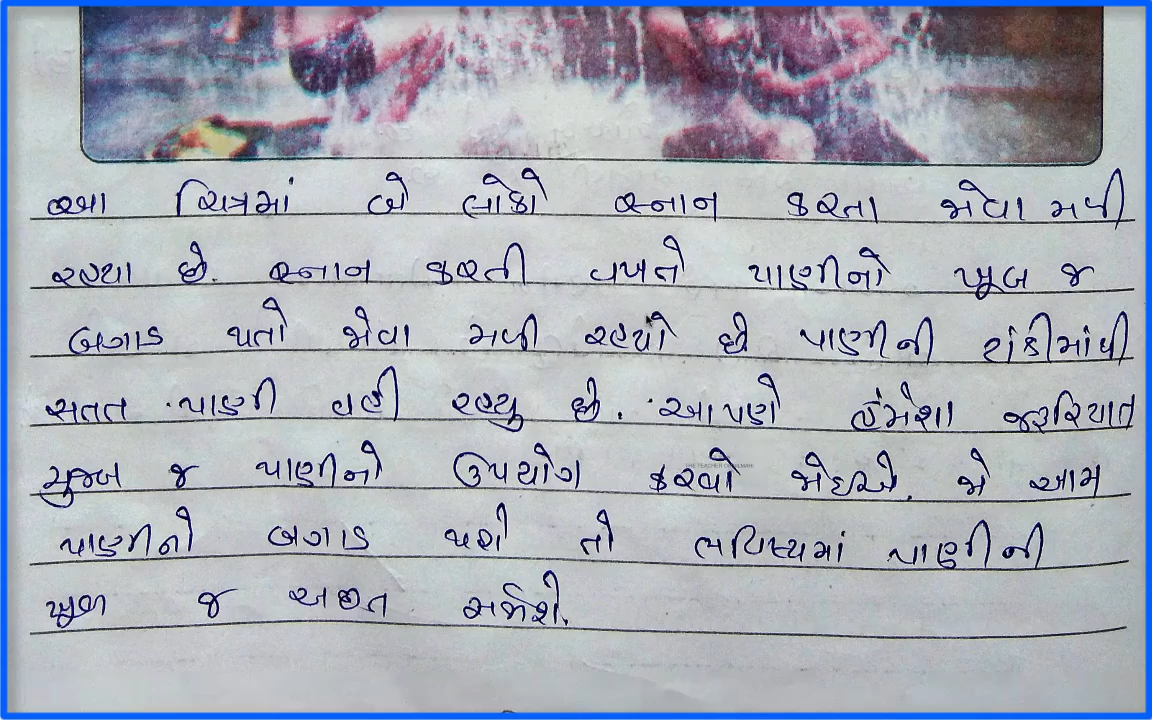 આ ચિત્રમાં બે લોકો સ્નાન કરતા જોવા મળી
રહ્યા છે. સ્નાન કરતી વખતે પાણીનો ખૂબ જ
બગાડ થતો જોવા મળી રહ્યો છે પાણીની ટાંકીમાંથી
સતત પાણી વહી રહ્યુ છે. આપણે હંમેશા જરૂરિયાત
મુજબ જ પાણીનો ઉપયોગ કરવો જોઇએ. જો આમ
પાણીનો બગાડ થશે તો ભવિષ્યમાં પાણીની
ખૂબ જ અછત સર્જાશે.